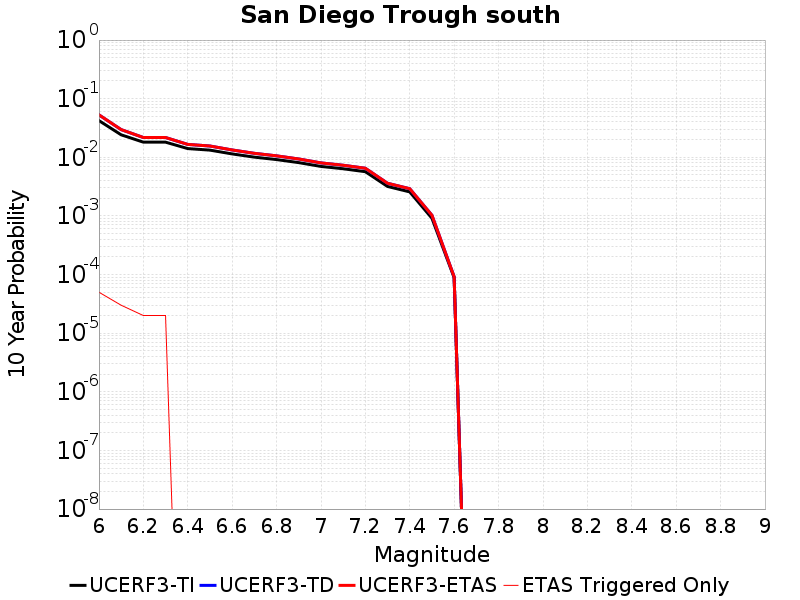 San Diego Trough south
10^0
10^-1
10^-2
10^-3
10^-4
10^-5
10^-6
10^-7
10^-8
10 Year Probability
6 6.2 6.4 6.6 6.8 7 7.2 7.4 7.6 7.8 8 8.2 8.4 8.6 8.8 9
Magnitude
UCERF3-TI UCERF3-TD UCERF3-ETAS ETAS Triggered Only